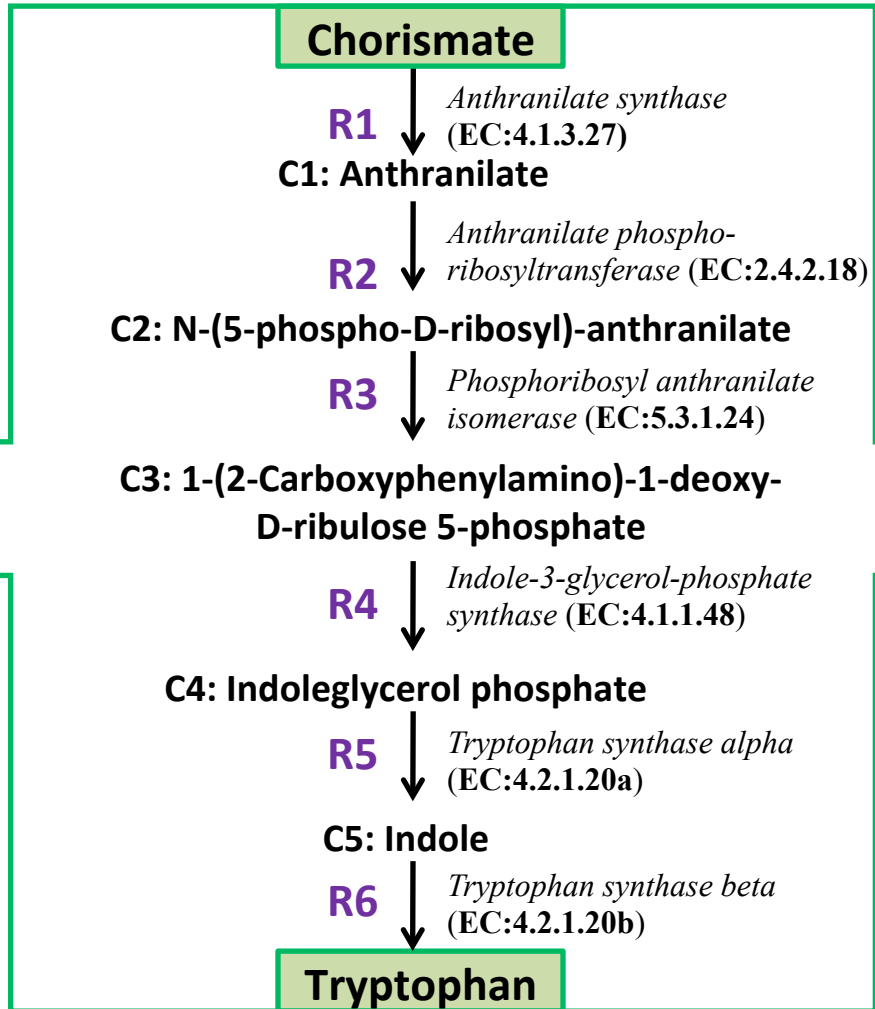 Chorismate
R1
Anthranilate synthase
(EC:4.1.3.27)
C1: Anthranilate
R2
Anthranilate phospho-
ribosyltransferase (EC:2.4.2.18)
C2: N-(5-phospho-D-ribosyl)-anthranilate
R3
Phosphoribosyl anthranilate
isomerase (EC:5.3.1.24)
C3: 1-(2-Carboxyphenylamino)-1-deoxy-
D-ribulose 5-phosphate
R4
Indole-3-glycerol-phosphate
synthase (EC:4.1.1.48)
C4: Indoleglycerol phosphate
R5
Tryptophan synthase alpha
(EC:4.2.1.20a)
C5: Indole
R6
Tryptophan synthase beta
(EC:4.2.1.20b)
Tryptophan